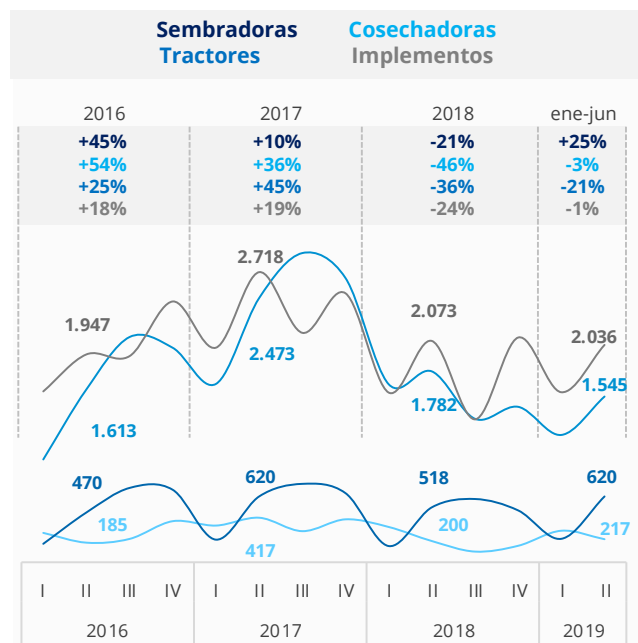 Sembradoras Cosechadoras
Tractores Implementos
2016 2017 2018 ene-jun
+45% +10% -21% +25%
+54% +36% -46% -3%
+25% +45% -36% -21%
+18% +19% -24% -1%
2.718
1.947 2.073
2.036
2.473
1.545
1.782
1.613
470 620 518 620
185 200 217
417
I II III IV I II III IV I II III IV I II
2016 2017 2018 2019